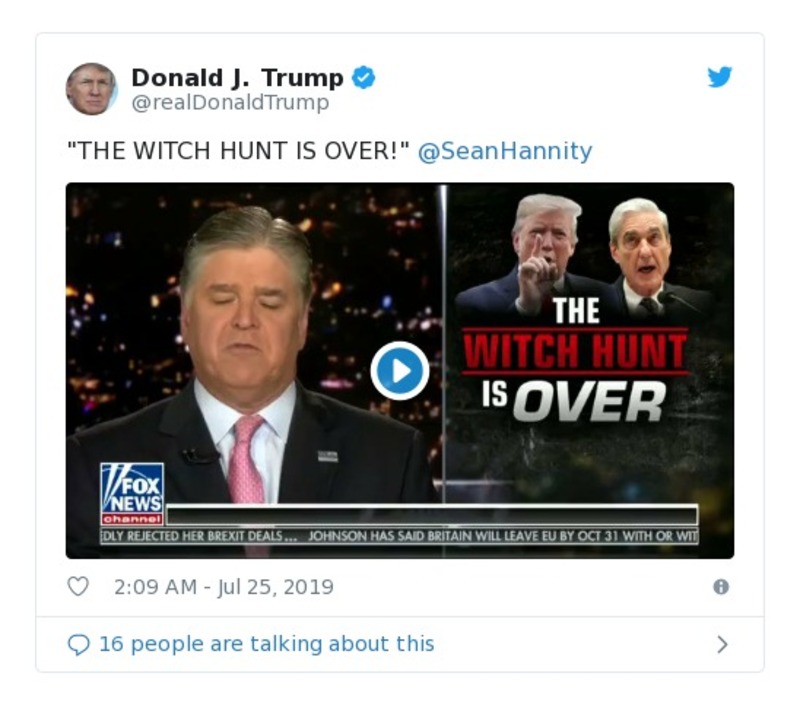 Donald J. Trump
@realDonaldTrump
"THE WITCH HUNT IS OVER!" @SeanHannity
THE
WITCH HUNT
IS OVER
FOX
NEWS
channel
DLY REJECTED HER BREXIT DEALS... JOHNSON HAS SAID BRITAIN WILL LEAVE EU BY OCT 31 WITH OR WIT
2:09 AM - Jul 25, 2019
16 people are talking about this